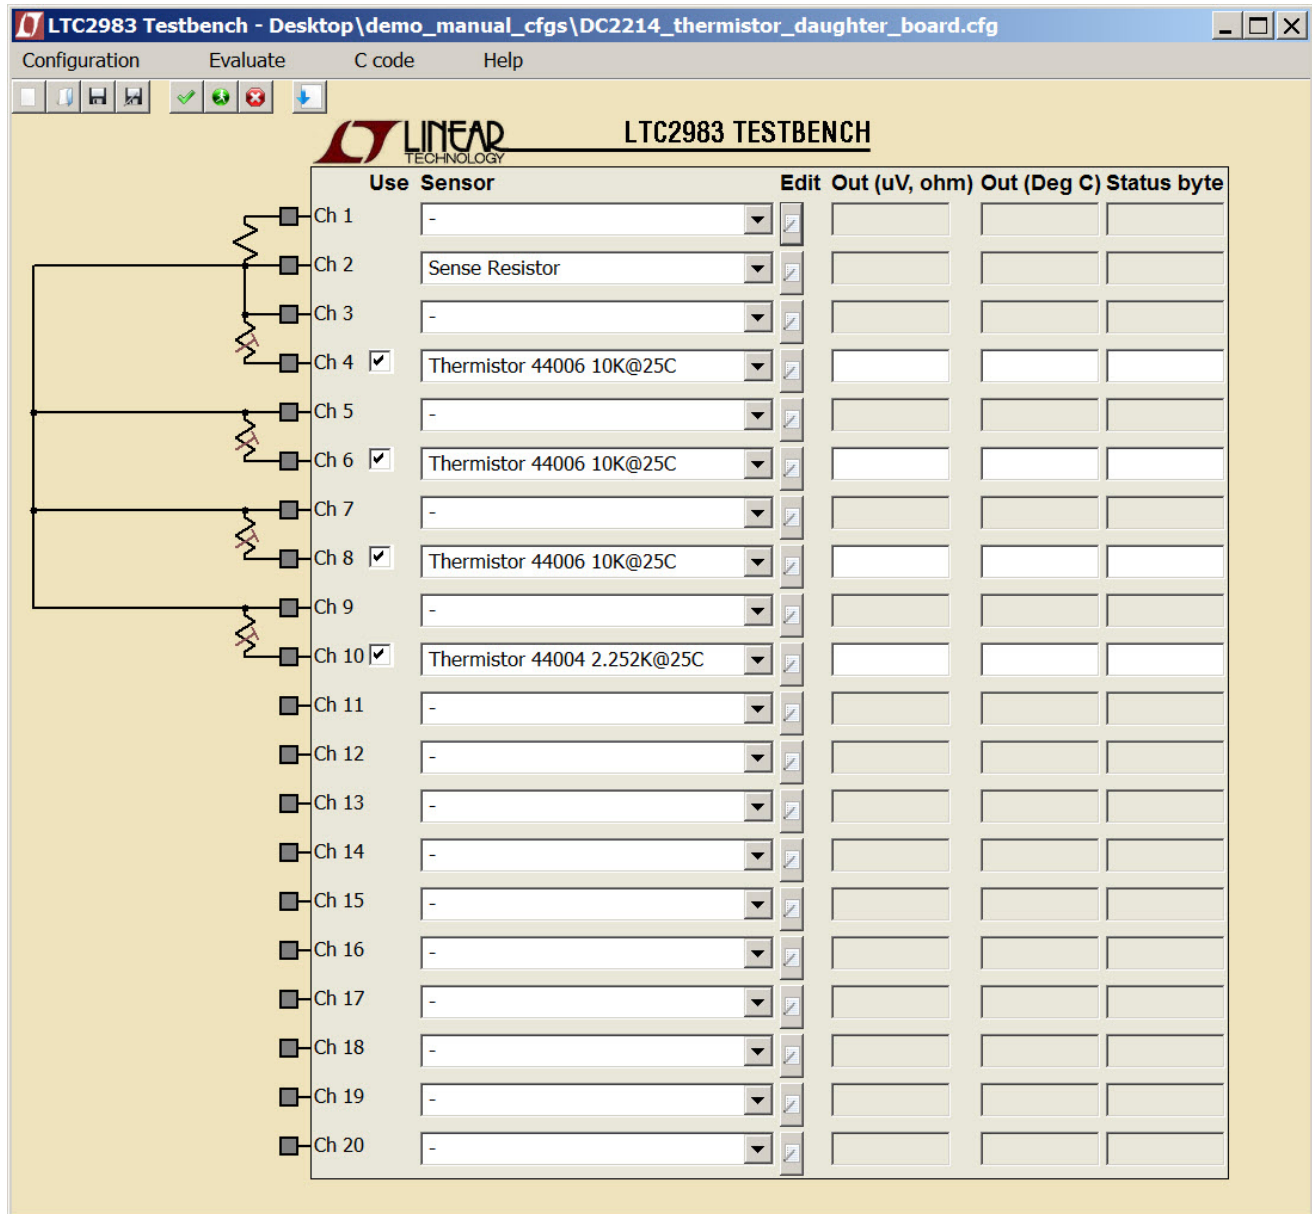 LTC2983 Testbench - Desktop\demo_manual_cfgs\DC2214_thermistor_daughter_board.cfg
Configuration Evaluate C code Help
LINEAR TECHNOLOGY
LTC2983 TESTBENCH
Use Sensor Edit Out (uV, ohm) Out (Deg C) Status byte
Ch 1 -
Ch 2 Sense Resistor
Ch 3 -
Ch 4 Thermistor 44006 10K@25C
Ch 5 -
Ch 6 Thermistor 44006 10K@25C
Ch 7 -
Ch 8 Thermistor 44006 10K@25C
Ch 9 -
Ch 10 Thermistor 44004 2.252K@25C
Ch 11 -
Ch 12 -
Ch 13 -
Ch 14 -
Ch 15 -
Ch 16 -
Ch 17 -
Ch 18 -
Ch 19 -
Ch 20 -